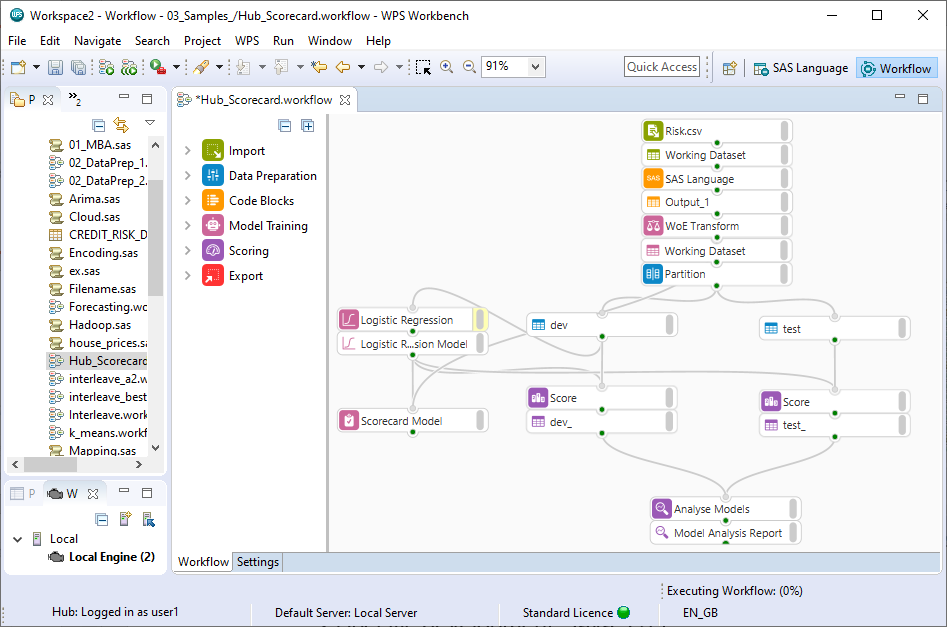 Workspace2 - Workflow - 03_Samples_/Hub_Scorecard.workflow - WPS Workbench
File Edit Navigate Search Project WPS Run Window Help
91%
Quick Access
SAS Language
Workflow
P
2
*Hub_Scorecard.workflow
01_MBA.sas
02_DataPrep_1.
02_DataPrep_2.
Arima.sas
Cloud.sas
CREDIT_RISK_D
Encoding.sas
ex.sas
Filename.sas
Forecasting.wo
Hadoop.sas
house_prices.sa
Hub_Scorecard
interleave_a2.w
interleave_best
Interleave.work
k_means.workf
Mapping.sas
P
W
Local
Local Engine (2)
Import
Data Preparation
Code Blocks
Model Training
Scoring
Export
Risk.csv
Working Dataset
SAS
SAS Language
Output_1
WoE Transform
Working Dataset
Partition
Logistic Regression
Logistic R...sion Model
dev
test
Scorecard Model
Score
dev_
Score
test_
Analyse Models
Model Analysis Report
Workflow
Settings
Executing Workflow: (0%)
Hub: Logged in as user1
Default Server: Local Server
Standard Licence
EN_GB